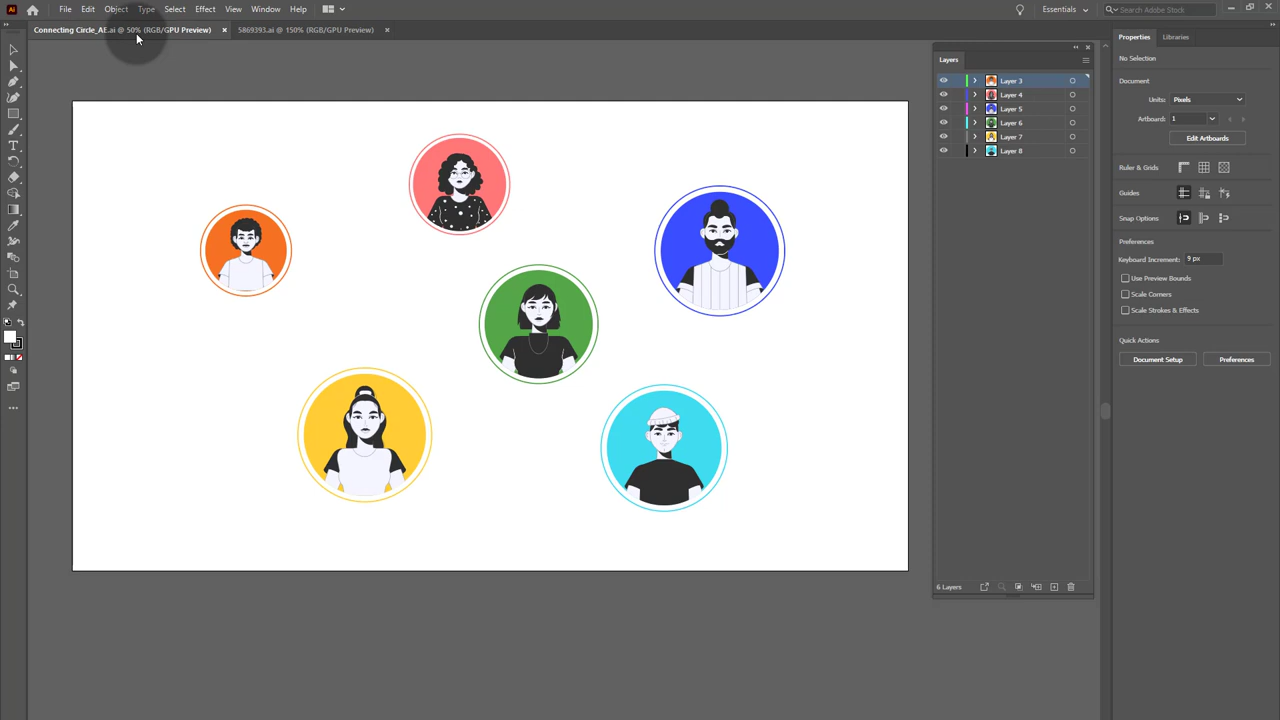 Ai File Edit Object Type Select Effect View Window Help Essentials Search Adobe Stock
Connecting Circle_AE.ai @ 50% (RGB/GPU Preview) × 5869393.ai @ 150% (RGB/GPU Preview) ×
Properties Libraries
No Selection
Document
Units: Pixels
Artboard: 1
Edit Artboards
Ruler & Grids
Guides
Snap Options
Preferences
Keyboard Increment: 9 px
Use Preview Bounds
Scale Corners
Scale Strokes & Effects
Quick Actions
Document Setup Preferences
Layers
Layer 3
Layer 4
Layer 5
Layer 6
Layer 7
Layer 8
6 Layers